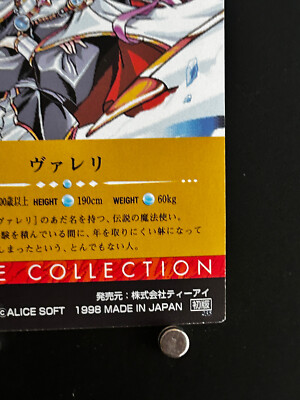 ヴァレリ
00歳以上 HEIGHT 190cm WEIGHT 60kg
ヴァレリ』のあだ名を持つ、伝説の魔法使い。
験を積んでいる間に、年を取りにくい躰になって
しまったという、とんでもない人。
E COLLECTION
発売元：株式会社ティーアイ
©ALICE SOFT 1998 MADE IN JAPAN 初版